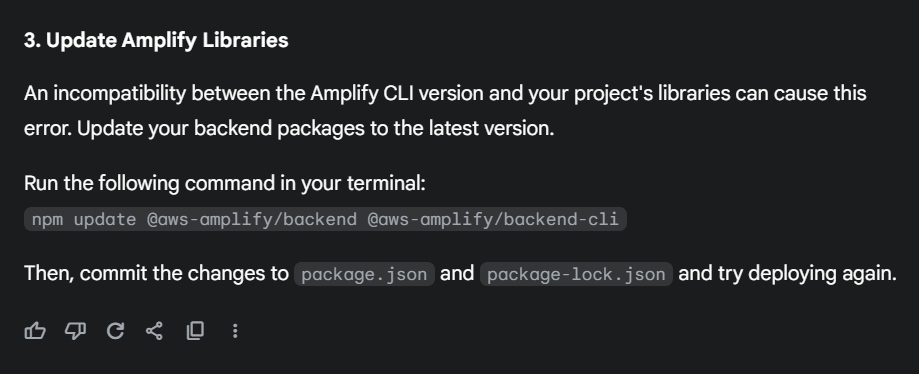 3. Update Amplify Libraries
An incompatibility between the Amplify CLI version and your project's libraries can cause this
error. Update your backend packages to the latest version.
Run the following command in your terminal:
npm update @aws-amplify/backend @aws-amplify/backend-cli
Then, commit the changes to package.json and package-lock.json and try deploying again.